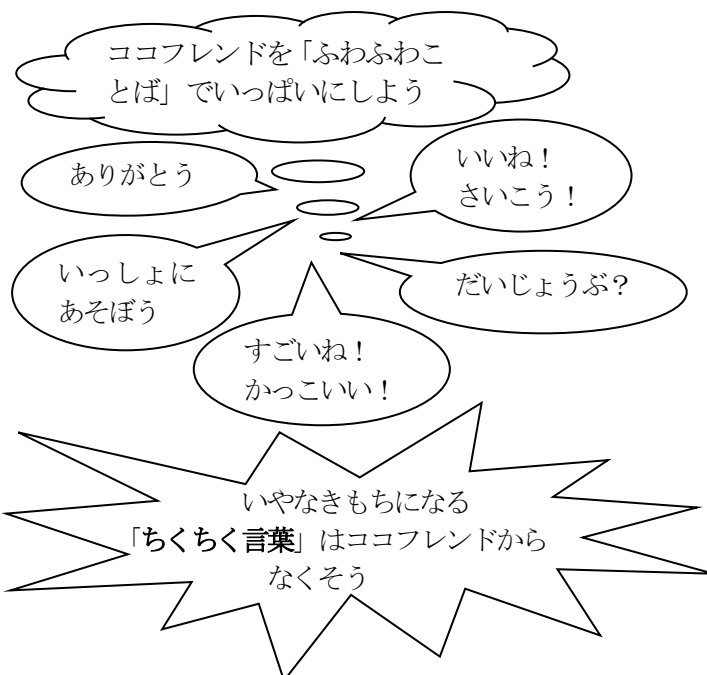 ココフレンドを「ふわふわこ
とば」でいっぱいにしよう
ありがとう
いいね！
さいこう！
いっしょに
あそぼう
だいじょうぶ？
すごいね！
かっこいい！
いやなきもちになる
「ちくちく言葉」はココフレンドから
なくそう